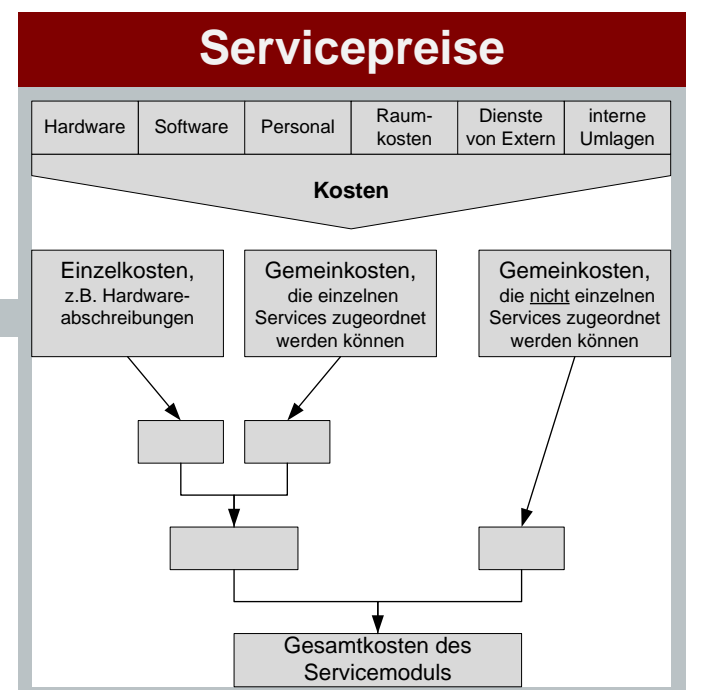 Servicepreise
Hardware
Software
Personal
Raum-
kosten
Dienste
von Extern
interne
Umlagen
Kosten
Einzelkosten,
z.B. Hardware-
abschreibungen
Gemeinkosten,
die einzelnen
Services zugeordnet
werden können
Gemeinkosten,
die nicht einzelnen
Services zugeordnet
werden können
Gesamtkosten des
Servicemoduls